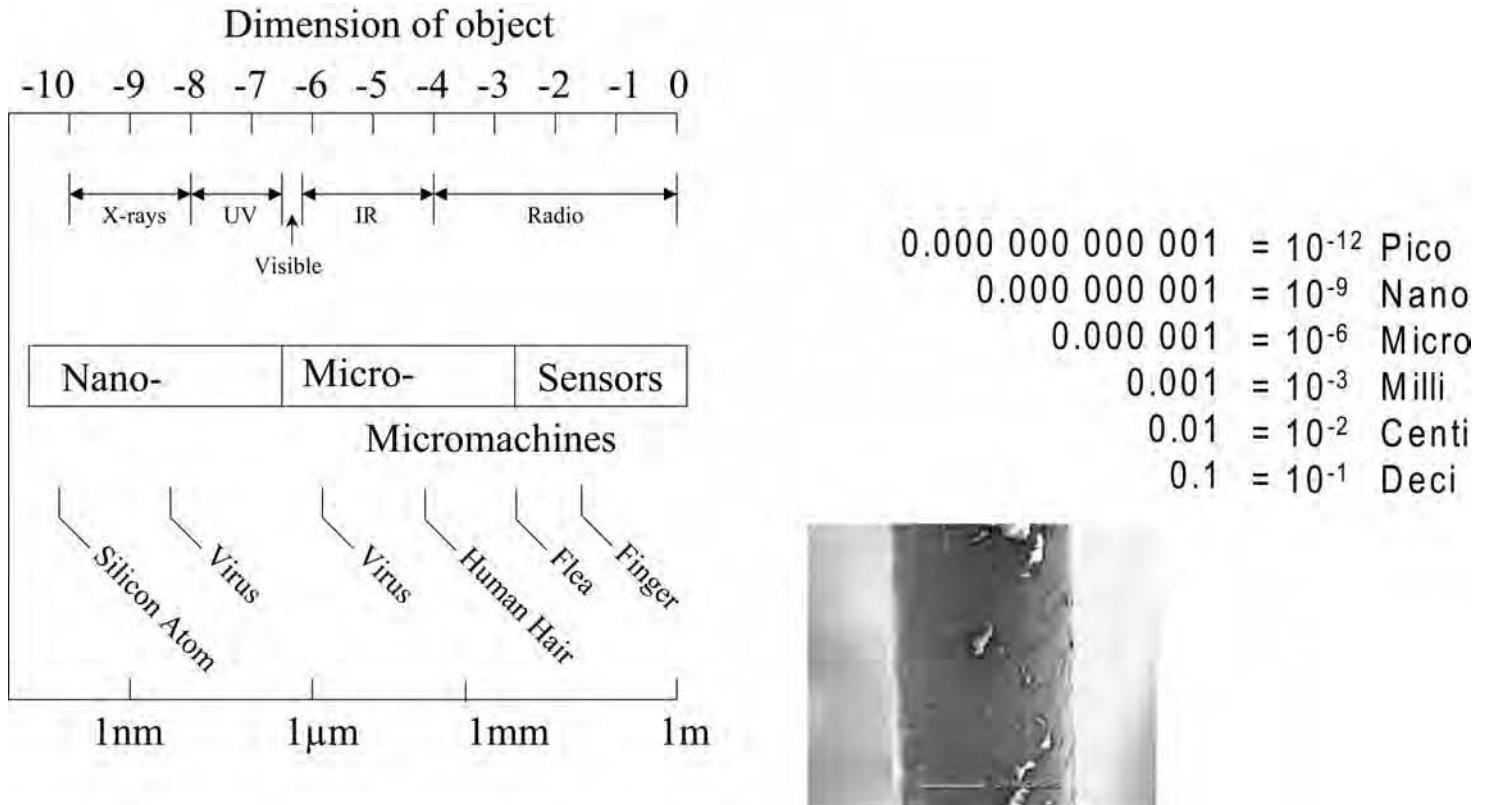 Dimension of object
-10 -9 -8 -7 -6 -5 -4 -3 -2 -1 0
X-rays UV IR Radio
Visible
Nano- Micro- Sensors
Micromachines
Silicon Atom
Virus
Virus
Human Hair
Flea
Finger
1nm 1µm 1mm 1m
0.000 000 000 001 = 10⁻¹² Pico
0.000 000 001 = 10⁻⁹ Nano
0.000 001 = 10⁻⁶ Micro
0.001 = 10⁻³ Milli
0.01 = 10⁻² Centi
0.1 = 10⁻¹ Deci